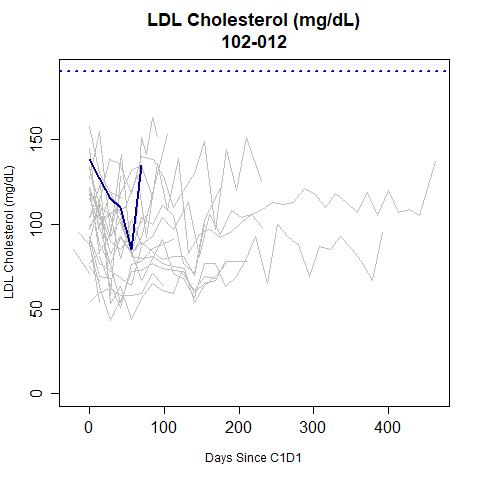 LDL Cholesterol (mg/dL)
102-012
LDL Cholesterol (mg/dL)
150
100
50
0
0 100 200 300 400
Days Since C1D1